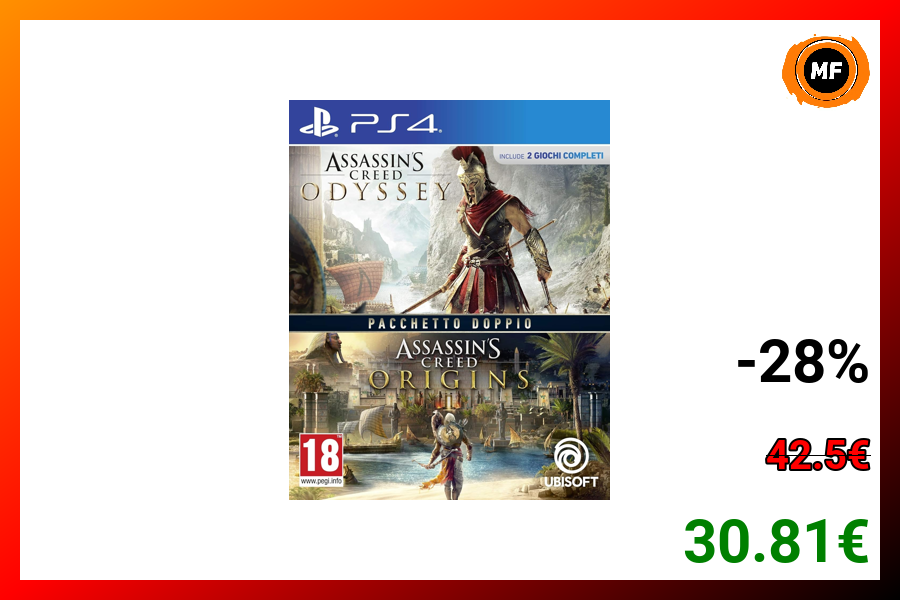 MF
PS4
INCLUDE 2 GIOCHI COMPLETI
ASSASSIN'S
CREED
ODYSSEY
PACCHETTO DOPPIO
ASSASSIN'S
CREED
ORIGINS
18
www.pegi.info
UBISOFT
-28%
42.5€
30.81€